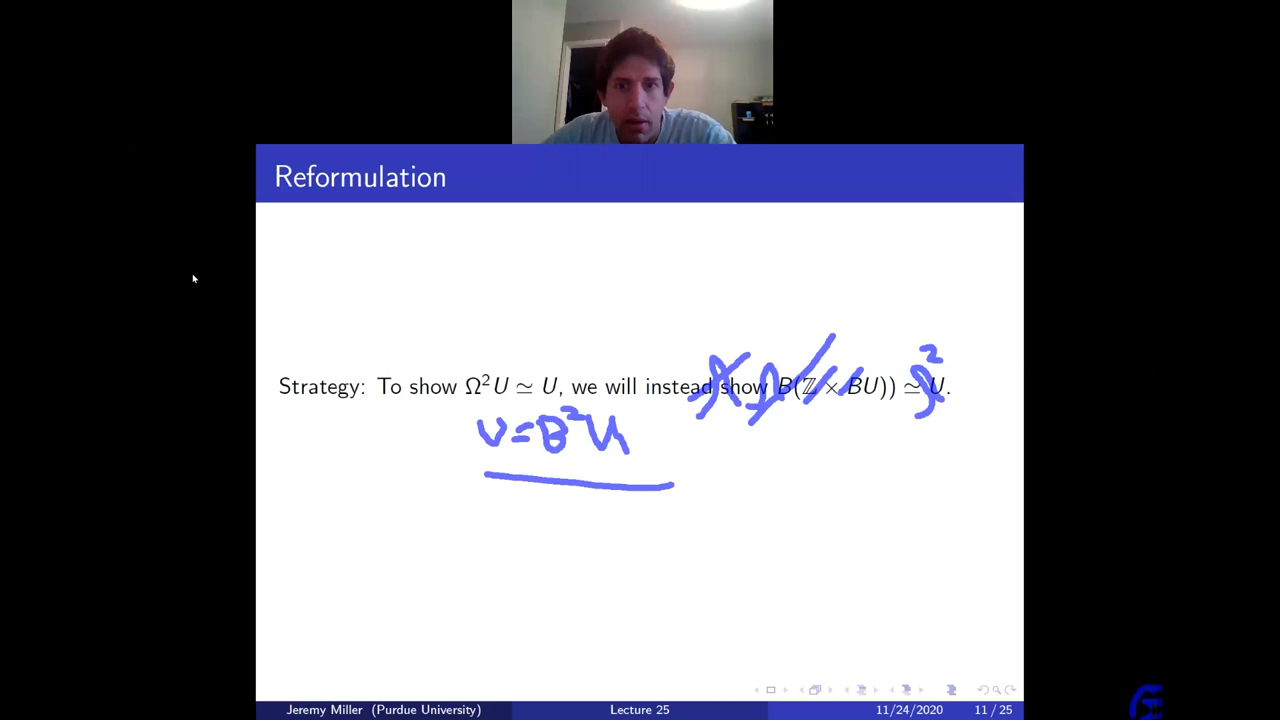 Reformulation
Strategy: To show Ω²U ≃ U, we will instead show B(ℤ × BU)) ≃ U.
Ω²
U=B²U
Jeremy Miller (Purdue University) Lecture 25 11/24/2020 11 / 25